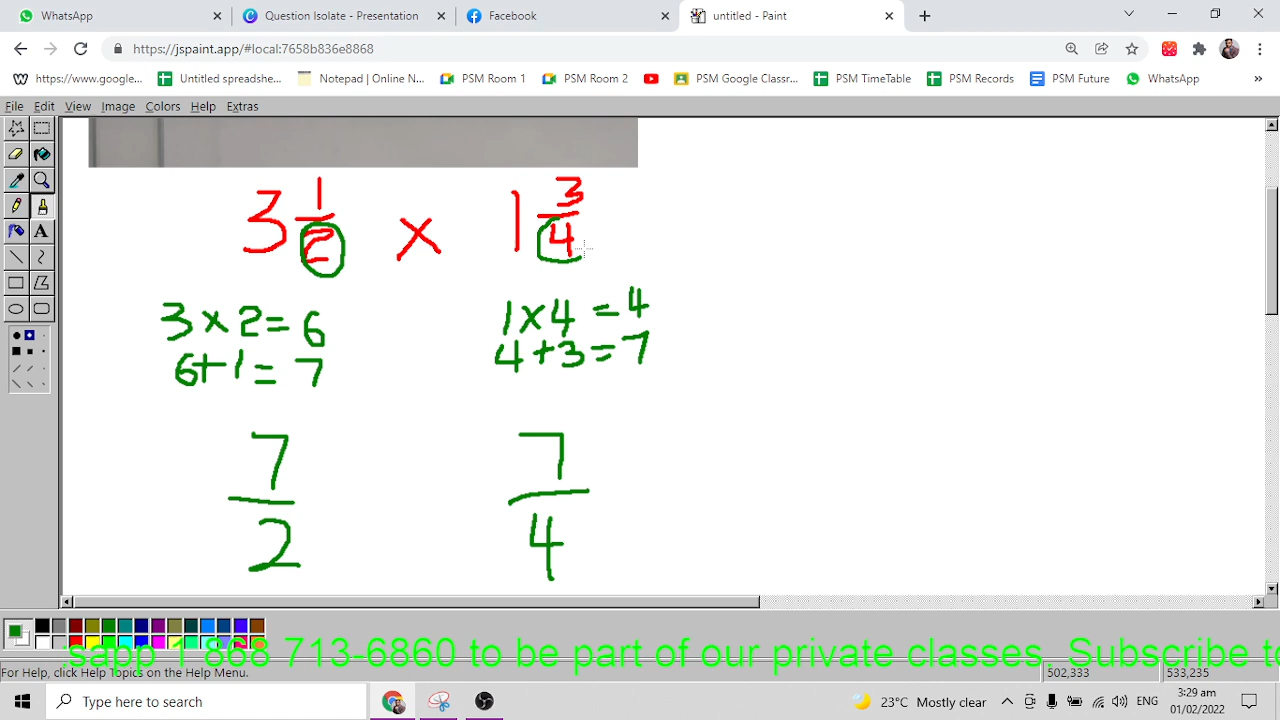 WhatsApp
Question Isolate - Presentation
Facebook
untitled - Paint
https://jspaint.app/#local:7658b836e8868
https://www.google...
Untitled spreadshe...
Notepad | Online N...
PSM Room 1
PSM Room 2
PSM Google Classr...
PSM TimeTable
PSM Records
PSM Future
WhatsApp
»
File Edit View Image Colors Help Extras
3 1/2 x 1 3/4
3 x 2 = 6
6 + 1 = 7
1 x 4 = 4
4 + 3 = 7
7/2
7/4
sapp 1 868 713-6860 to be part of our private classes. Subscribe to
For Help, click Help Topics on the Help Menu.
502,333
533,235
Type here to search
23°C Mostly clear
3:29 am
01/02/2022